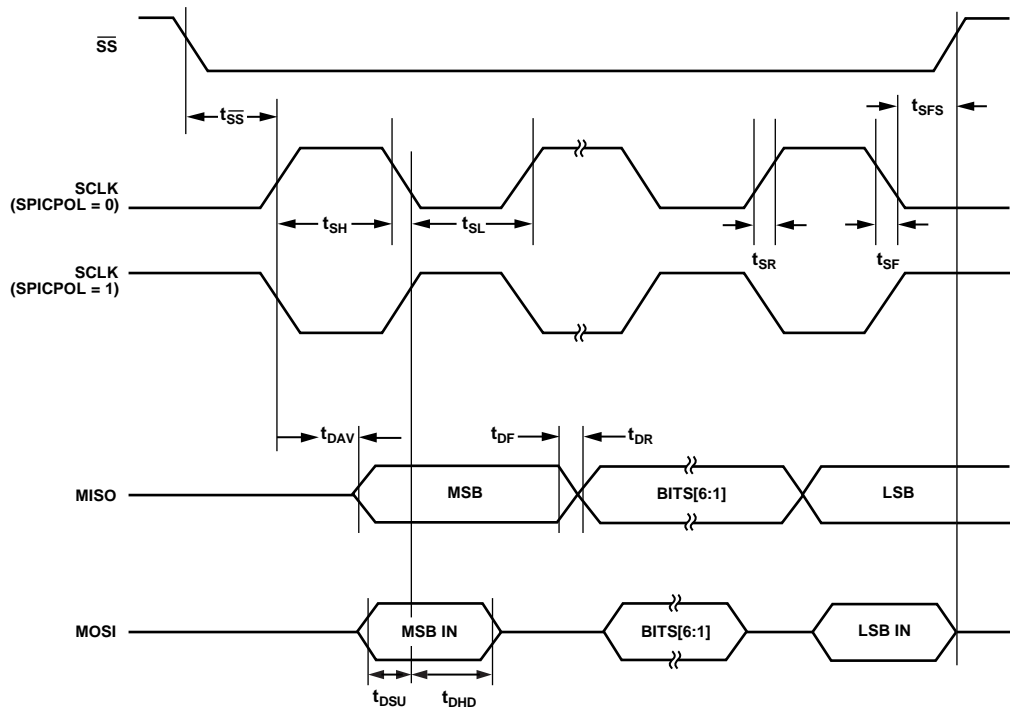 SS
tSS
tSFS
SCLK
(SPICPOL = 0)
tSH
tSL
tSR
tSF
SCLK
(SPICPOL = 1)
tDAV
tDF
tDR
MISO
MSB
BITS[6:1]
LSB
MOSI
MSB IN
BITS[6:1]
LSB IN
tDSU
tDHD